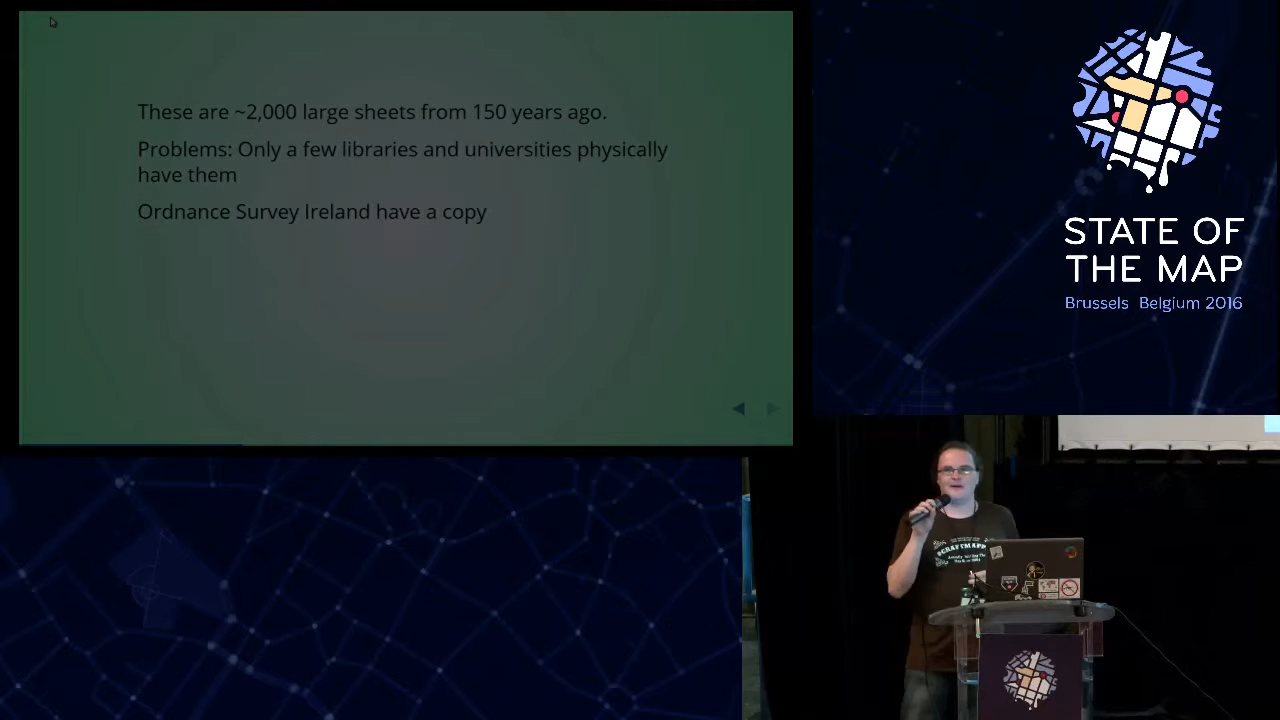 These are ~2,000 large sheets from 150 years ago.
Problems: Only a few libraries and universities physically
have them
Ordnance Survey Ireland have a copy
STATE OF
THE MAP
Brussels Belgium 2016